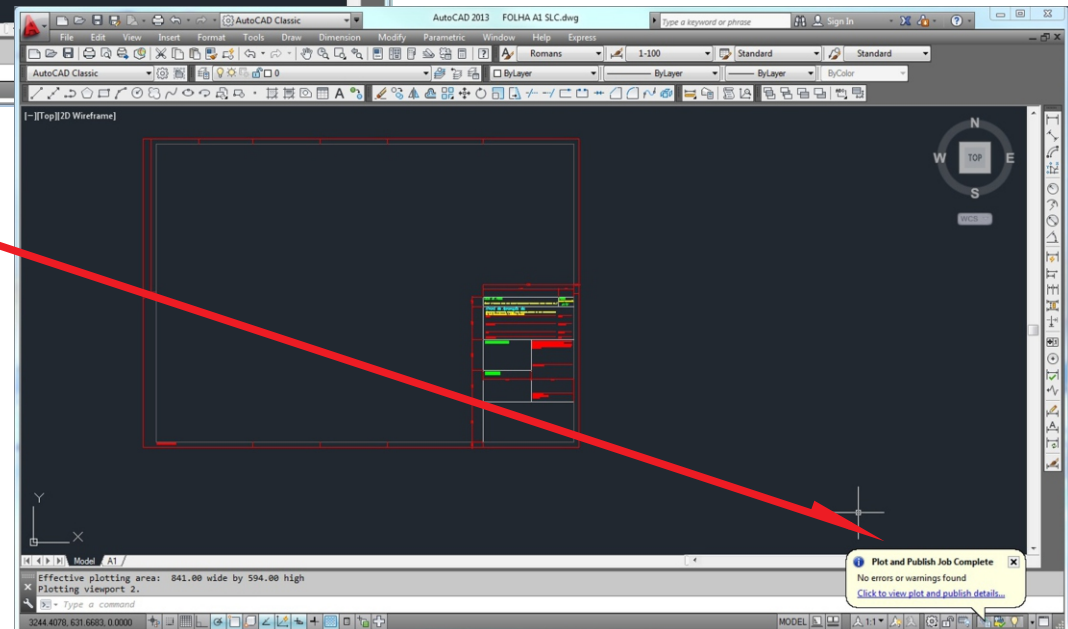 AutoCAD Classic
AutoCAD 2013 FOLHA A1 SLC.dwg
Type a keyword or phrase
Sign In
File Edit View Insert Format Tools Draw Dimension Modify Parametric Window Help Express
Romans
1-100
Standard
Standard
AutoCAD Classic
0
ByLayer
ByLayer
ByLayer
ByColor
[-][Top][2D Wireframe]
N
W TOP E
S
WCS
Y
X
Model A1
Effective plotting area: 841.00 wide by 594.00 high
Plotting viewport 2.
Type a command
Plot and Publish Job Complete
No errors or warnings found
Click to view plot and publish details...
3244.4078, 631.6683, 0.0000
MODEL
1:1